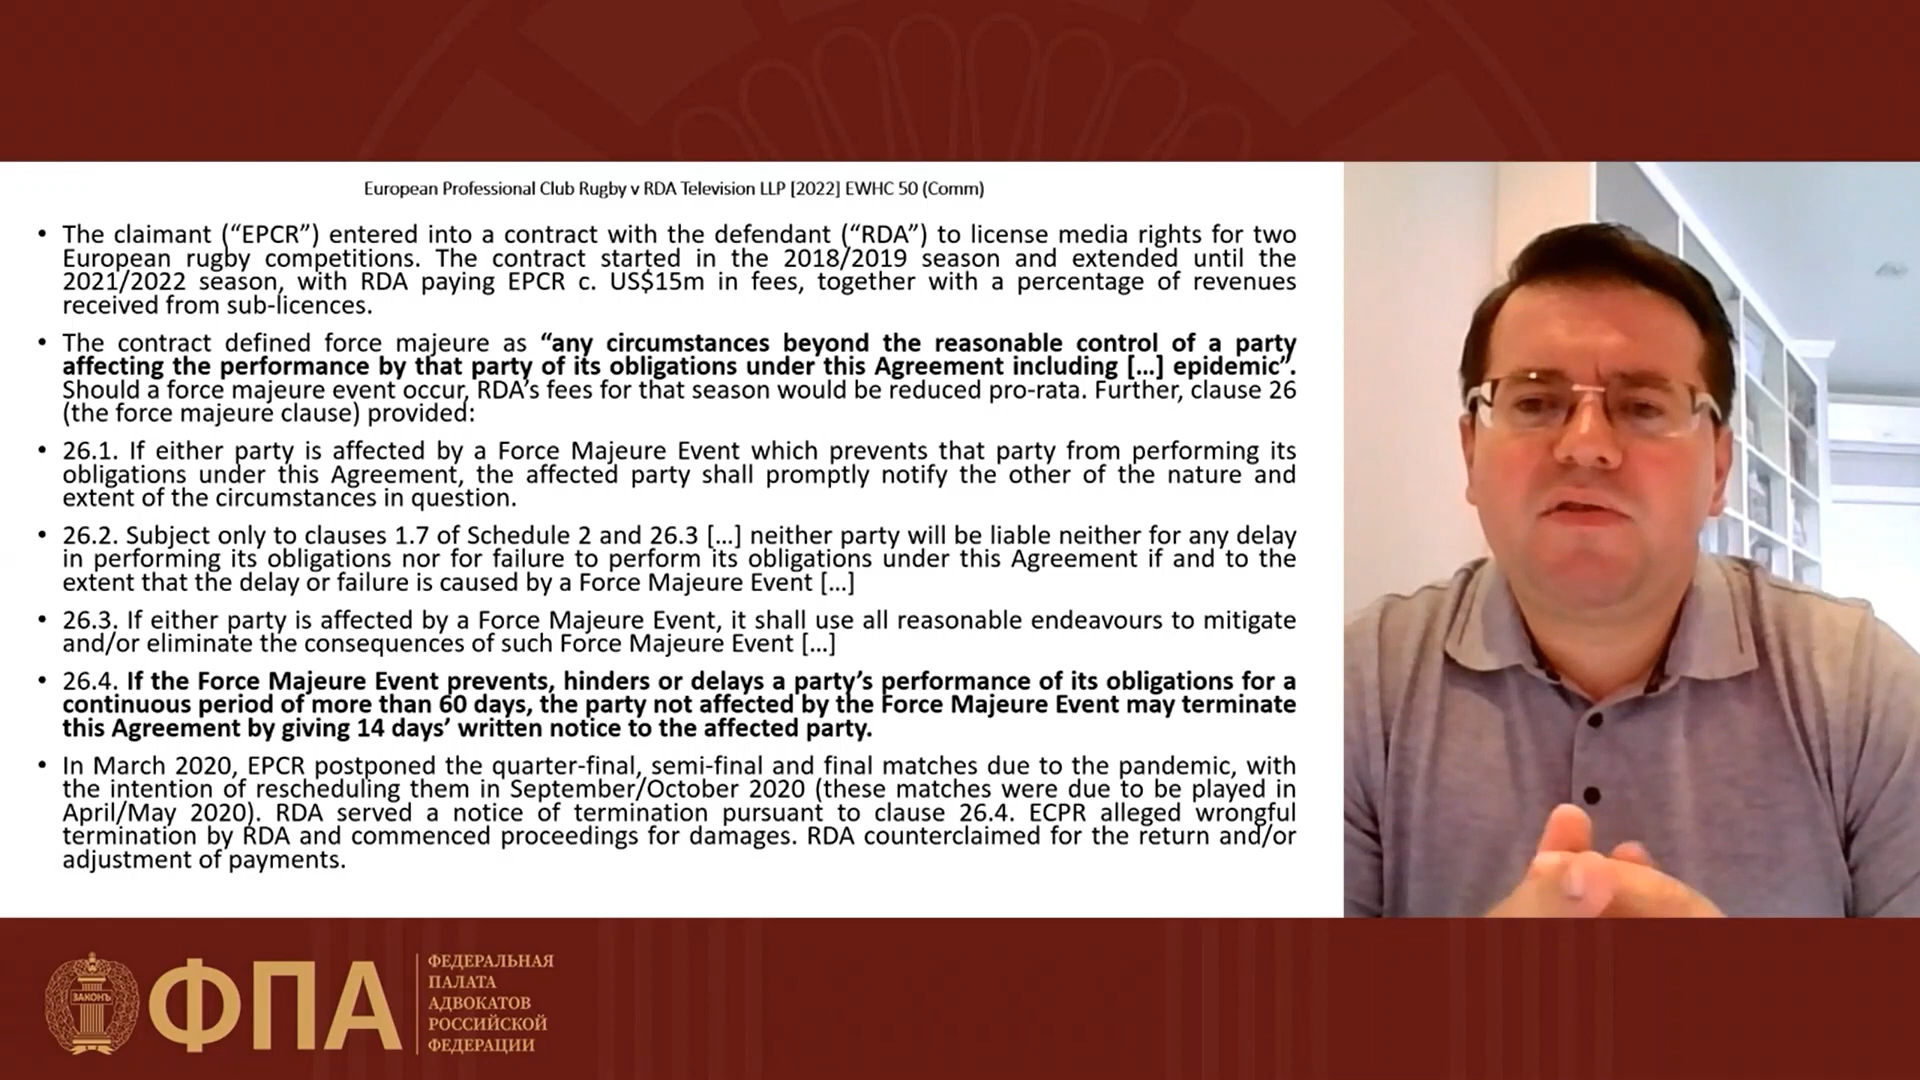 European Professional Club Rugby v RDA Television LLP [2022] EWHC 50 (Comm)
• The claimant (“EPCR”) entered into a contract with the defendant (“RDA”) to license media rights for two
European rugby competitions. The contract started in the 2018/2019 season and extended until the
2021/2022 season, with RDA paying EPCR c. US$15m in fees, together with a percentage of revenues
received from sub-licences.
• The contract defined force majeure as “any circumstances beyond the reasonable control of a party
affecting the performance by that party of its obligations under this Agreement including […] epidemic”.
Should a force majeure event occur, RDA’s fees for that season would be reduced pro-rata. Further, clause 26
(the force majeure clause) provided:
• 26.1. If either party is affected by a Force Majeure Event which prevents that party from performing its
obligations under this Agreement, the affected party shall promptly notify the other of the nature and
extent of the circumstances in question.
• 26.2. Subject only to clauses 1.7 of Schedule 2 and 26.3 […] neither party will be liable neither for any delay
in performing its obligations nor for failure to perform its obligations under this Agreement if and to the
extent that the delay or failure is caused by a Force Majeure Event […]
• 26.3. If either party is affected by a Force Majeure Event, it shall use all reasonable endeavours to mitigate
and/or eliminate the consequences of such Force Majeure Event […]
• 26.4. If the Force Majeure Event prevents, hinders or delays a party’s performance of its obligations for a
continuous period of more than 60 days, the party not affected by the Force Majeure Event may terminate
this Agreement by giving 14 days’ written notice to the affected party.
• In March 2020, EPCR postponed the quarter-final, semi-final and final matches due to the pandemic, with
the intention of rescheduling them in September/October 2020 (these matches were due to be played in
April/May 2020). RDA served a notice of termination pursuant to clause 26.4. ECPR alleged wrongful
termination by RDA and commenced proceedings for damages. RDA counterclaimed for the return and/or
adjustment of payments.
ЗАКОНЪ
ФПА
ФЕДЕРАЛЬНАЯ
ПАЛАТА
АДВОКАТОВ
РОССИЙСКОЙ
ФЕДЕРАЦИИ